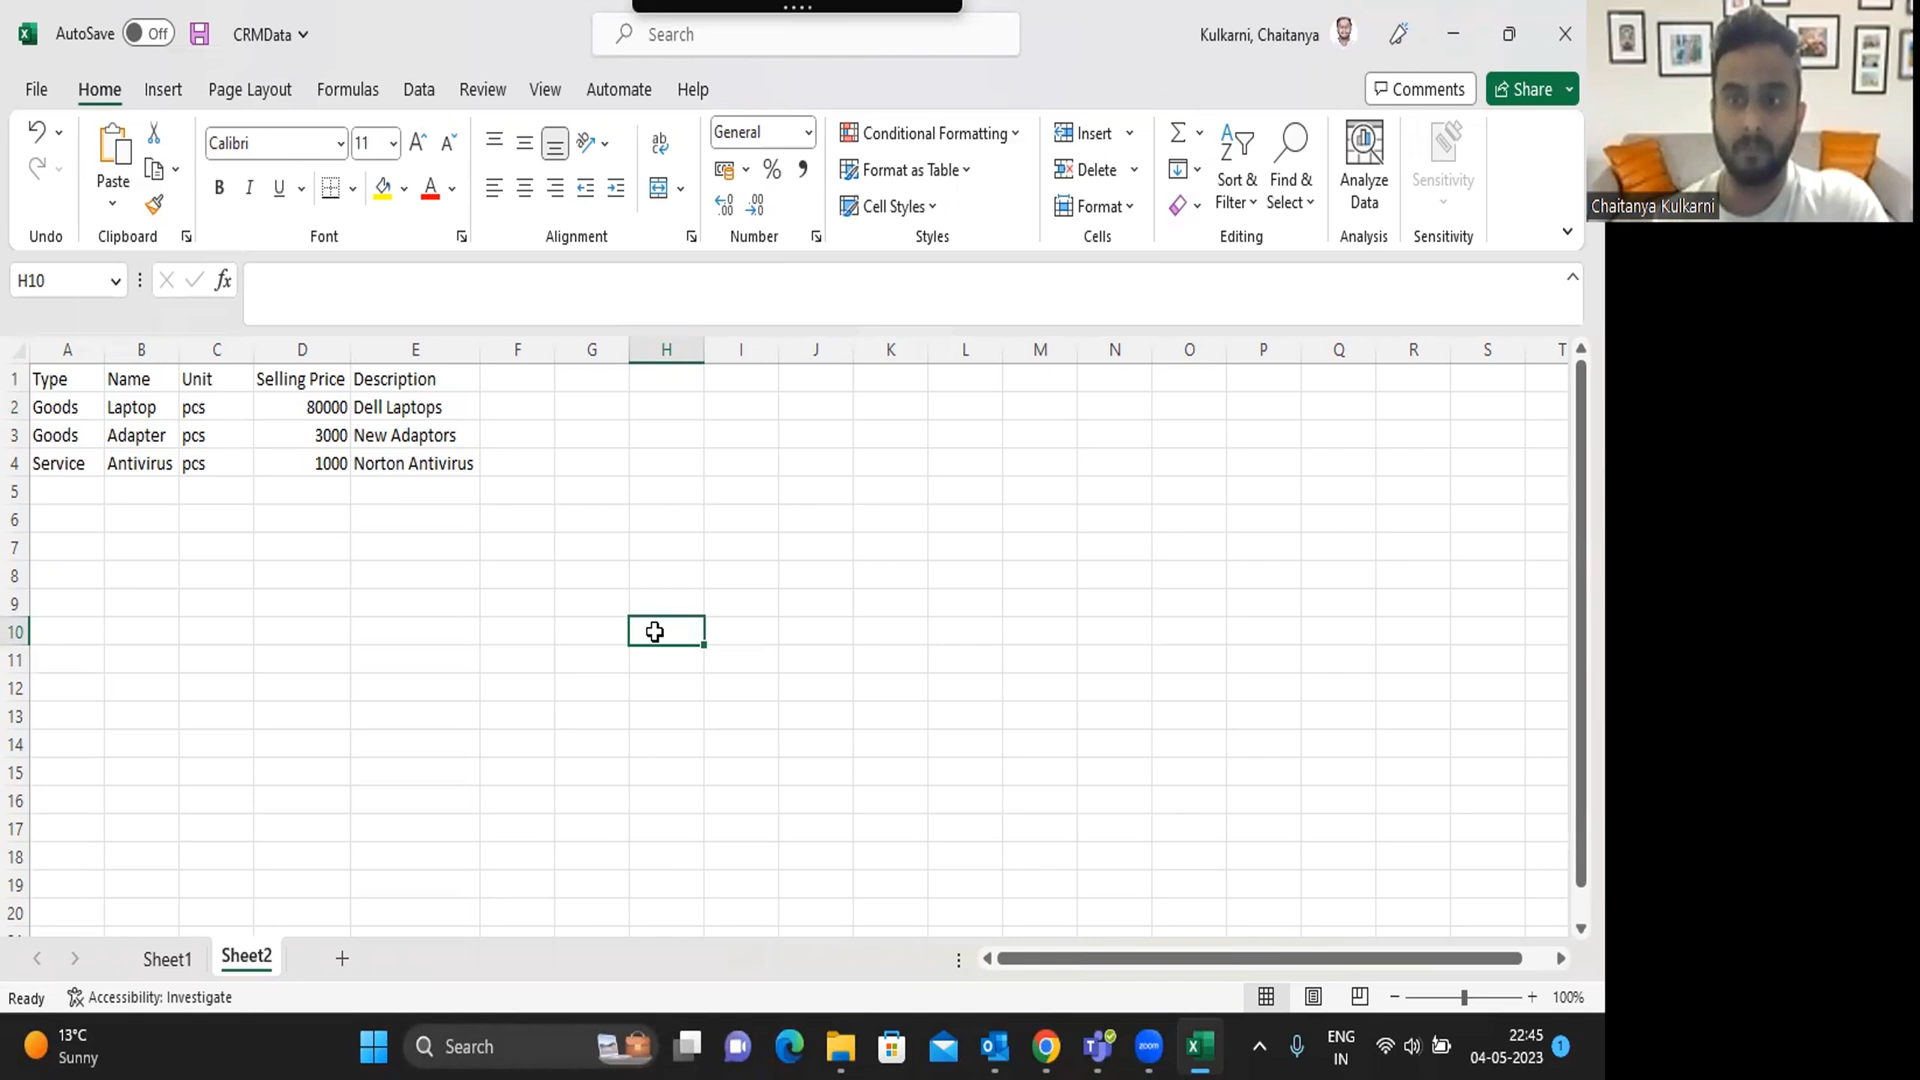 AutoSave Off CRMData Search Kulkarni, Chaitanya
File Home Insert Page Layout Formulas Data Review View Automate Help Comments Share
Paste
Calibri 11
B I U A
ab c
General
% ,
Conditional Formatting
Format as Table
Cell Styles
Insert
Delete
Format
Sort & Filter
Find & Select
Analyze Data
Sensitivity
Undo Clipboard Font Alignment Number Styles Cells Editing Analysis Sensitivity
Chaitanya Kulkarni
H10 fx
A B C D E F G H I J K L M N O P Q R S T
1 Type Name Unit Selling Price Description
2 Goods Laptop pcs 80000 Dell Laptops
3 Goods Adapter pcs 3000 New Adaptors
4 Service Antivirus pcs 1000 Norton Antivirus
5
6
7
8
9
10
11
12
13
14
15
16
17
18
19
20
Sheet1 Sheet2 +
Ready Accessibility: Investigate 100%
13°C
Sunny
Search
zoom
ENG
IN
22:45
04-05-2023
1